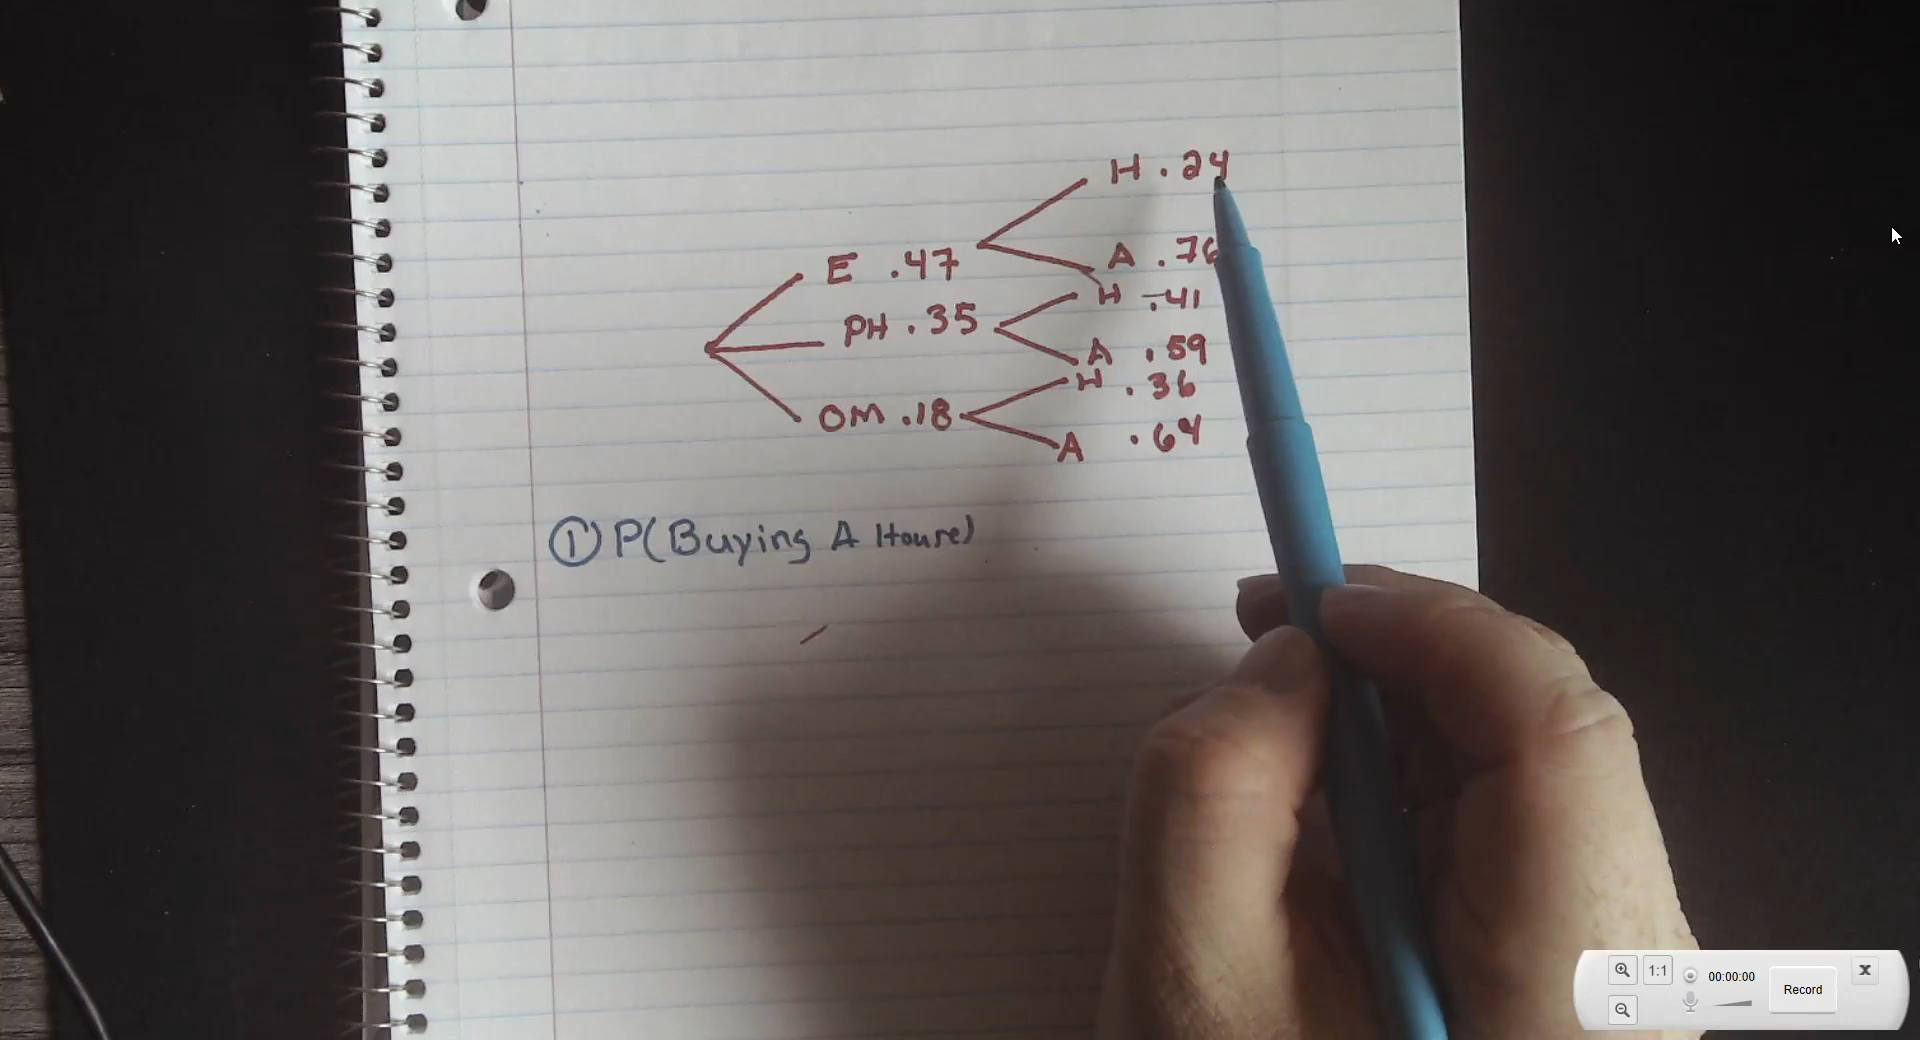 H .24
E .47
A .76
H .41
PH .35
A .59
H .36
OM .18
A .64
① P(Buying A House)
1:1
00:00:00
Record
X